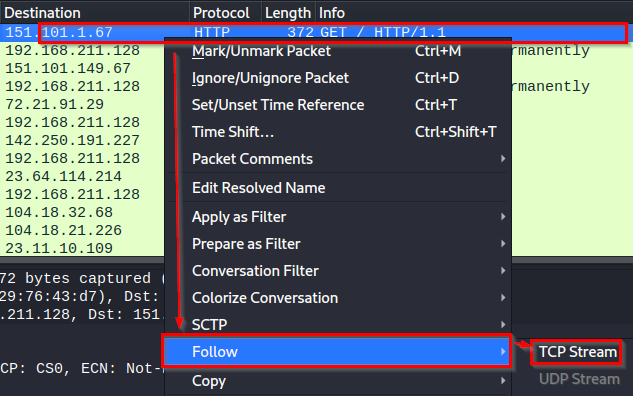 Destination Protocol Length Info
151.101.1.67 HTTP 372 GET / HTTP/1.1
192.168.211.128 Mark/Unmark Packet Ctrl+M rmanently
151.101.149.67 Ignore/Unignore Packet Ctrl+D
192.168.211.128 rmanently
72.21.91.29 Set/Unset Time Reference Ctrl+T
192.168.211.128 Time Shift... Ctrl+Shift+T
142.250.191.227 Packet Comments
192.168.211.128
23.64.114.214 Edit Resolved Name
192.168.211.128 Apply as Filter
104.18.32.68
104.18.21.226 Prepare as Filter
23.11.10.109
72 bytes captured ( Conversation Filter
29:76:43:d7), Dst: Colorize Conversation
.211.128, Dst: 151.
SCTP
Follow TCP Stream
CP: CS0, ECN: Not-
Copy UDP Stream